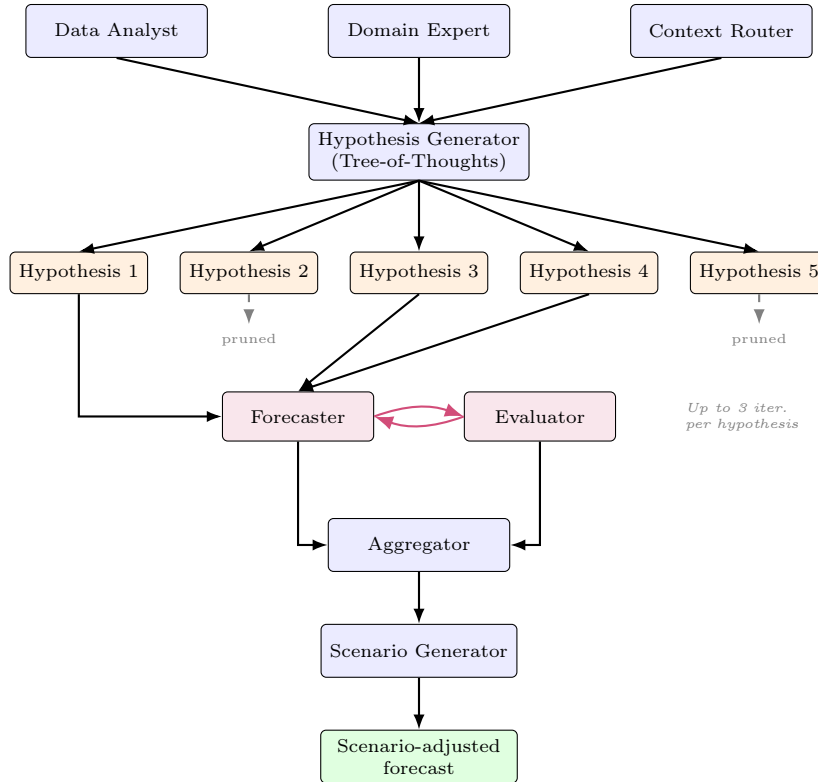 Data Analyst
Domain Expert
Context Router
Hypothesis Generator
(Tree-of-Thoughts)
Hypothesis 1
Hypothesis 2
Hypothesis 3
Hypothesis 4
Hypothesis 5
pruned
pruned
Forecaster
Evaluator
Up to 3 iter.
per hypothesis
Aggregator
Scenario Generator
Scenario-adjusted
forecast